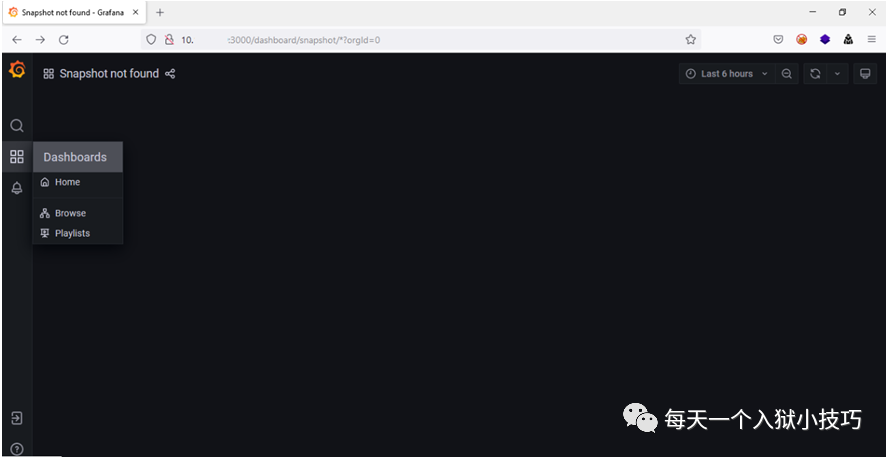 Snapshot not found - Grafana
10. :3000/dashboard/snapshot/*?orgId=0
Snapshot not found
Last 6 hours
Dashboards
Home
Browse
Playlists
每天一个入狱小技巧